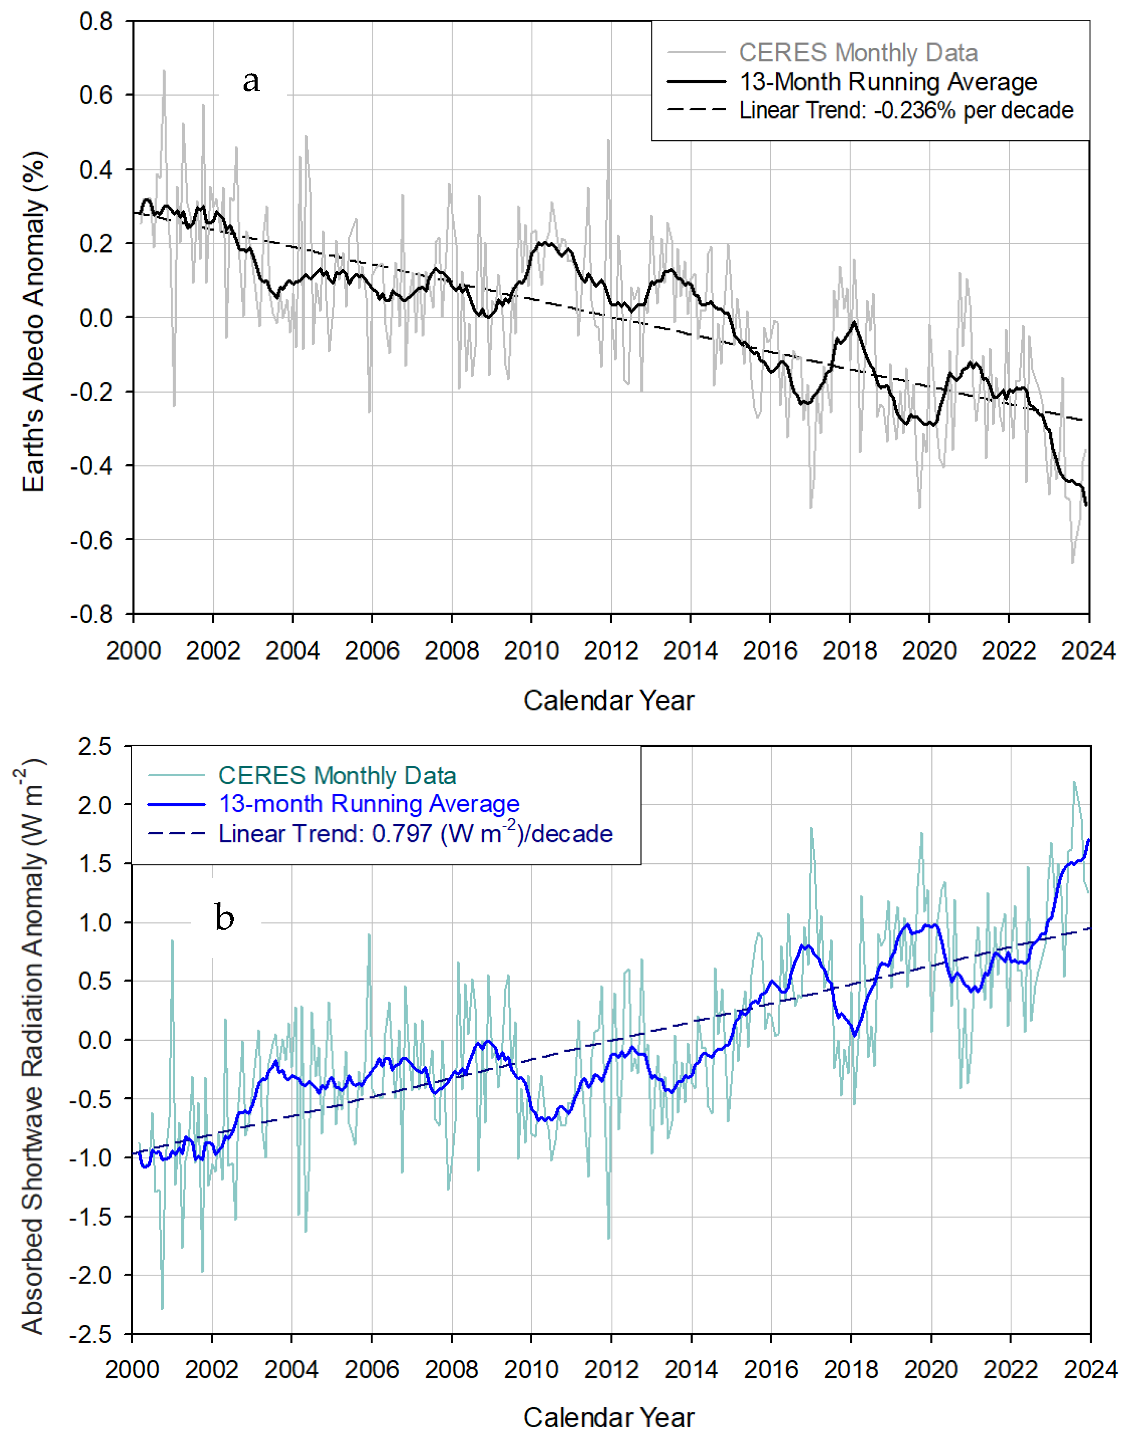 CERES Monthly Data
13-Month Running Average
Linear Trend: -0.236% per decade
a
Earth's Albedo Anomaly (%)
0.8
0.6
0.4
0.2
0.0
-0.2
-0.4
-0.6
-0.8
2000 2002 2004 2006 2008 2010 2012 2014 2016 2018 2020 2022 2024
Calendar Year
CERES Monthly Data
13-month Running Average
Linear Trend: 0.797 (W m⁻²)/decade
b
Absorbed Shortwave Radiation Anomaly (W m⁻²)
2.5
2.0
1.5
1.0
0.5
0.0
-0.5
-1.0
-1.5
-2.0
-2.5
2000 2002 2004 2006 2008 2010 2012 2014 2016 2018 2020 2022 2024
Calendar Year